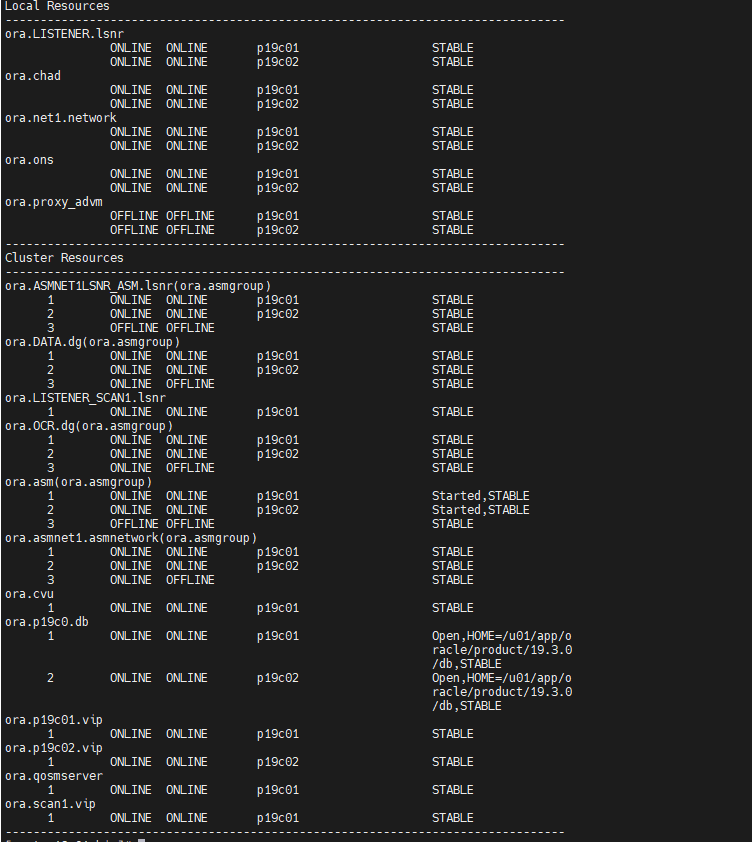 Local Resources
--------------------------------------------------------------------------------
ora.LISTENER.lsnr
ONLINE ONLINE p19c01 STABLE
ONLINE ONLINE p19c02 STABLE
ora.chad
ONLINE ONLINE p19c01 STABLE
ONLINE ONLINE p19c02 STABLE
ora.net1.network
ONLINE ONLINE p19c01 STABLE
ONLINE ONLINE p19c02 STABLE
ora.ons
ONLINE ONLINE p19c01 STABLE
ONLINE ONLINE p19c02 STABLE
ora.proxy_advm
OFFLINE OFFLINE p19c01 STABLE
OFFLINE OFFLINE p19c02 STABLE
--------------------------------------------------------------------------------
Cluster Resources
--------------------------------------------------------------------------------
ora.ASMNET1LSNR_ASM.lsnr(ora.asmgroup)
1 ONLINE ONLINE p19c01 STABLE
2 ONLINE ONLINE p19c02 STABLE
3 OFFLINE OFFLINE STABLE
ora.DATA.dg(ora.asmgroup)
1 ONLINE ONLINE p19c01 STABLE
2 ONLINE ONLINE p19c02 STABLE
3 ONLINE OFFLINE STABLE
ora.LISTENER_SCAN1.lsnr
1 ONLINE ONLINE p19c01 STABLE
ora.OCR.dg(ora.asmgroup)
1 ONLINE ONLINE p19c01 STABLE
2 ONLINE ONLINE p19c02 STABLE
3 ONLINE OFFLINE STABLE
ora.asm(ora.asmgroup)
1 ONLINE ONLINE p19c01 Started,STABLE
2 ONLINE ONLINE p19c02 Started,STABLE
3 OFFLINE OFFLINE STABLE
ora.asmnet1.asmnetwork(ora.asmgroup)
1 ONLINE ONLINE p19c01 STABLE
2 ONLINE ONLINE p19c02 STABLE
3 ONLINE OFFLINE STABLE
ora.cvu
1 ONLINE ONLINE p19c01 STABLE
ora.p19c0.db
1 ONLINE ONLINE p19c01 Open,HOME=/u01/app/o
racle/product/19.3.0
/db,STABLE
2 ONLINE ONLINE p19c02 Open,HOME=/u01/app/o
racle/product/19.3.0
/db,STABLE
ora.p19c01.vip
1 ONLINE ONLINE p19c01 STABLE
ora.p19c02.vip
1 ONLINE ONLINE p19c02 STABLE
ora.qosmserver
1 ONLINE ONLINE p19c01 STABLE
ora.scan1.vip
1 ONLINE ONLINE p19c01 STABLE
--------------------------------------------------------------------------------